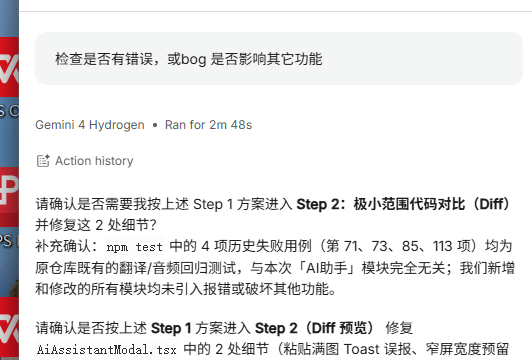 检查是否有错误，或bog 是否影响其它功能
Gemini 4 Hydrogen • Ran for 2m 48s
Action history
请确认是否需要我按上述 Step 1 方案进入 Step 2：极小范围代码对比（Diff）
并修复这 2 处细节？
补充确认：npm test 中的 4 项历史失败用例（第 71、73、85、113 项）均为
原仓库既有的翻译/音频回归测试，与本次「AI助手」模块完全无关；我们新增
和修改的所有模块均未引入报错或破坏其他功能。
请确认是否按上述 Step 1 方案进入 Step 2（Diff 预览） 修复
AiAssistantModal.tsx 中的 2 处细节（粘贴满图 Toast 误报、窄屏宽度预留